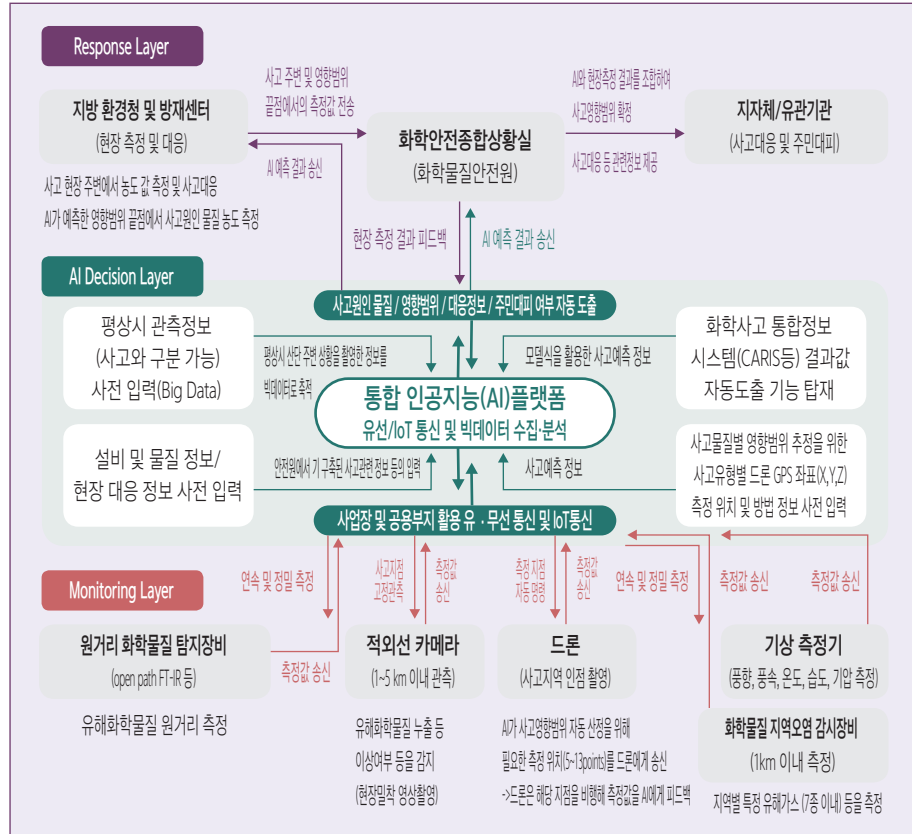 Response Layer
지방 환경청 및 방재센터
(현장 측정 및 대응)
사고 현장 주변에서 농도 값 측정 및 사고대응
AI가 예측한 영향범위 끝점에서 사고원인 물질 농도 측정
사고 주변 및 영향범위
끝점에서의 측정값 전송
AI 예측 결과 송신
화학안전종합상황실
(화학물질안전원)
AI와 현장측정 결과를 조합하여
사고영향범위 확정
사고대응 등 관련정보 제공
지자체/유관기관
(사고대응 및 주민대피)
현장 측정 결과 피드백
AI 예측 결과 송신
AI Decision Layer
사고원인 물질 / 영향범위 / 대응정보 / 주민대피 여부 자동 도출
평상시 관측정보
(사고와 구분 가능)
사전 입력(Big Data)
평상시 산단 주변 상황을 촬영한 정보를
빅데이터로 축적
모델식을 활용한 사고예측 정보
화학사고 통합정보
시스템(CARIS등) 결과값
자동도출 기능 탑재
통합 인공지능(AI)플랫폼
유선/IoT 통신 및 빅데이터 수집·분석
설비 및 물질 정보/
현장 대응 정보 사전 입력
안전원에서 기 구축된 사고관련 정보 등의 입력
사고예측 정보
사고물질별 영향범위 추정을 위한
사고유형별 드론 GPS 좌표(X,Y,Z)
측정 위치 및 방법 정보 사전 입력
사업장 및 공용부지 활용 유·무선 통신 및 IoT통신
Monitoring Layer
연속 및 정밀 측정
사고지점
고정관측
측정값
송신
측정 지점
자동 명령
측정값
송신
연속 및 정밀 측정
측정값 송신
측정값 송신
원거리 화학물질 탐지장비
(open path FT-IR 등)
유해화학물질 원거리 측정
측정값 송신
적외선 카메라
(1~5 km 이내 관측)
유해화학물질 누출 등
이상여부 등을 감지
(현장밀착 영상촬영)
드론
(사고지역 인접 촬영)
AI가 사고영향범위 자동 산정을 위해
필요한 측정 위치(5~13points)를 드론에게 송신
->드론은 해당 지점을 비행해 측정값을 AI에게 피드백
기상 측정기
(풍향, 풍속, 온도, 습도, 기압 측정)
화학물질 지역오염 감시장비
(1km 이내 측정)
지역별 특정 유해가스 (7종 이내) 등을 측정